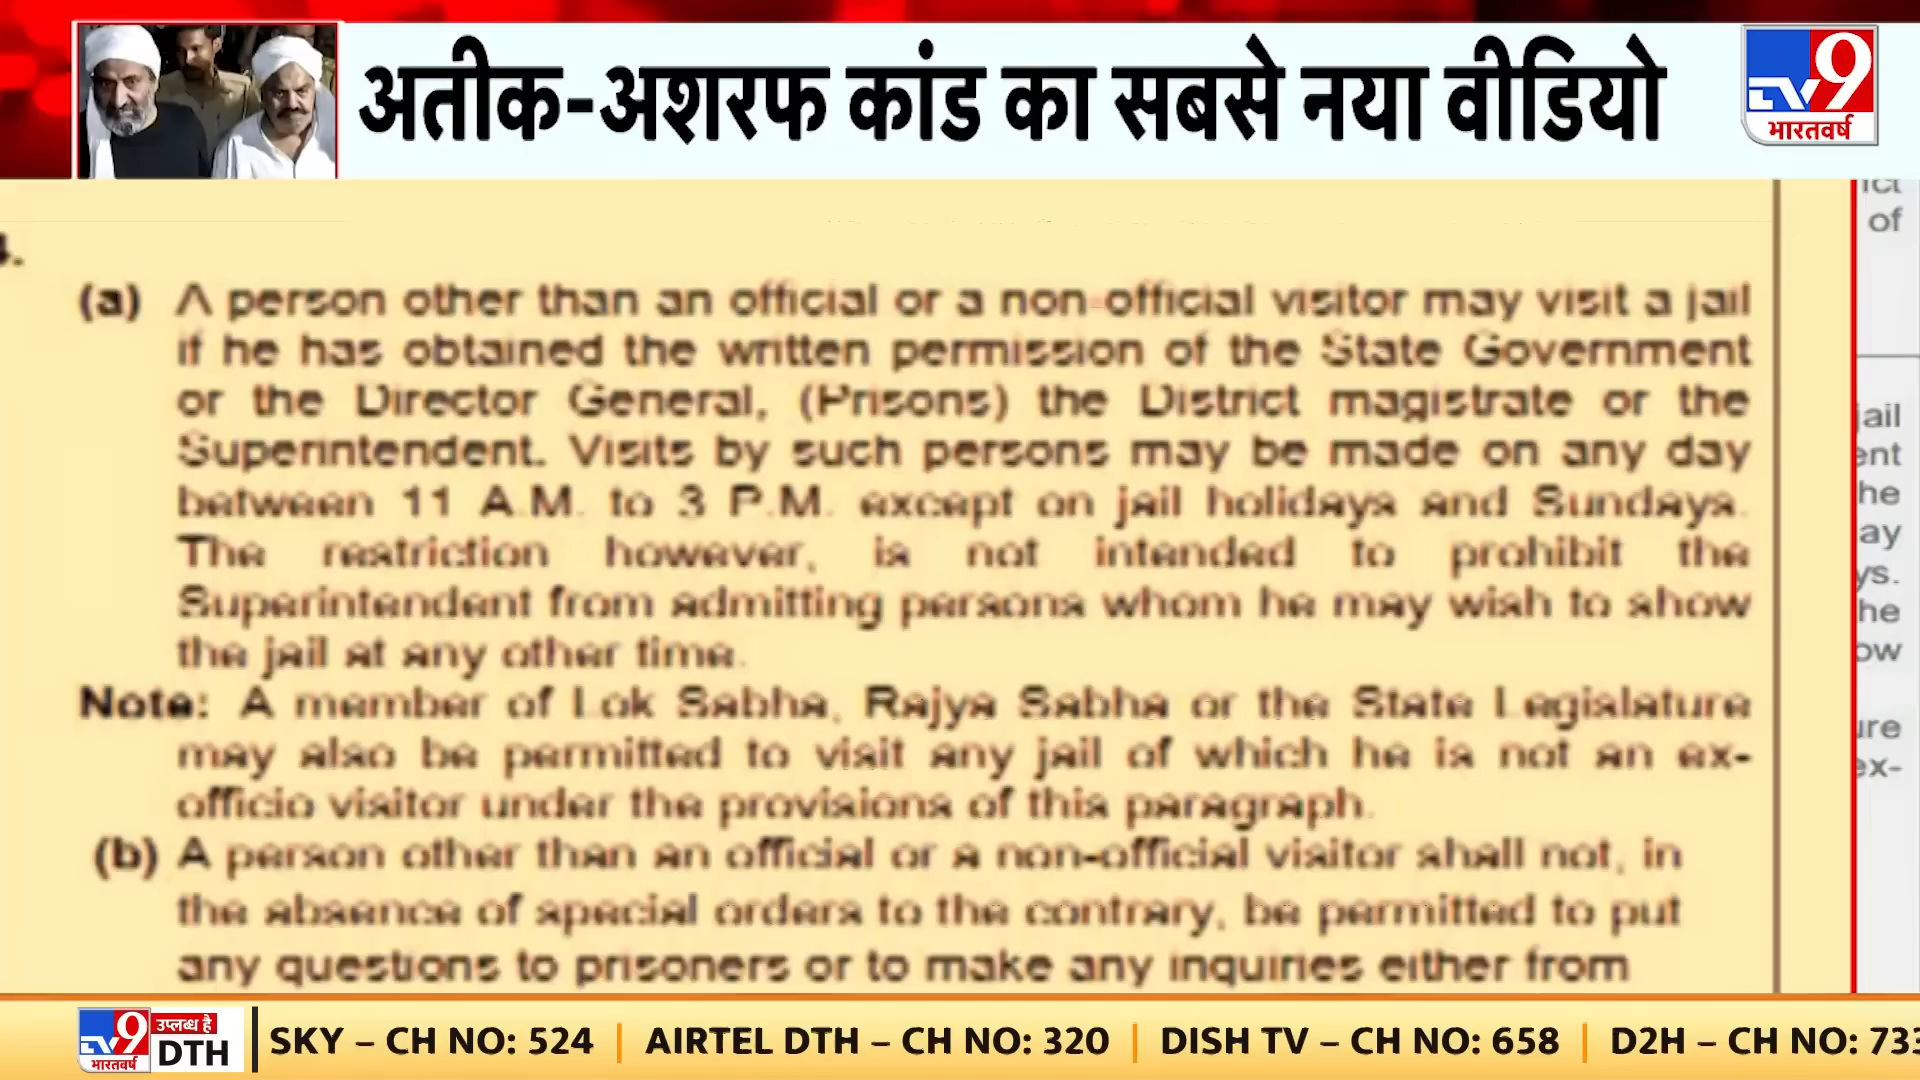 अतीक-अशरफ कांड का सबसे नया वीडियो
TV9
भारतवर्ष
(a) A person other than an official or a non-official visitor may visit a jail
if he has obtained the written permission of the State Government
or the Director General, (Prisons) the District magistrate or the
Superintendent. Visits by such persons may be made on any day
between 11 A.M. to 3 P.M. except on jail holidays and Sundays.
The restriction however, is not intended to prohibit the
Superintendent from admitting persons whom he may wish to show
the jail at any other time.
Note: A member of Lok Sabha, Rajya Sabha or the State Legislature
may also be permitted to visit any jail of which he is not an ex-
officio visitor under the provisions of this paragraph.
(b) A person other than an official or a non-official visitor shall not, in
the absence of special orders to the contrary, be permitted to put
any questions to prisoners or to make any inquiries either from
of
jail
ent
he
ay
ys.
he
ow
ure
ex-
TV9
भारतवर्ष
उप्लब्ध है
DTH
SKY – CH NO: 524 | AIRTEL DTH – CH NO: 320 | DISH TV – CH NO: 658 | D2H – CH NO: 733